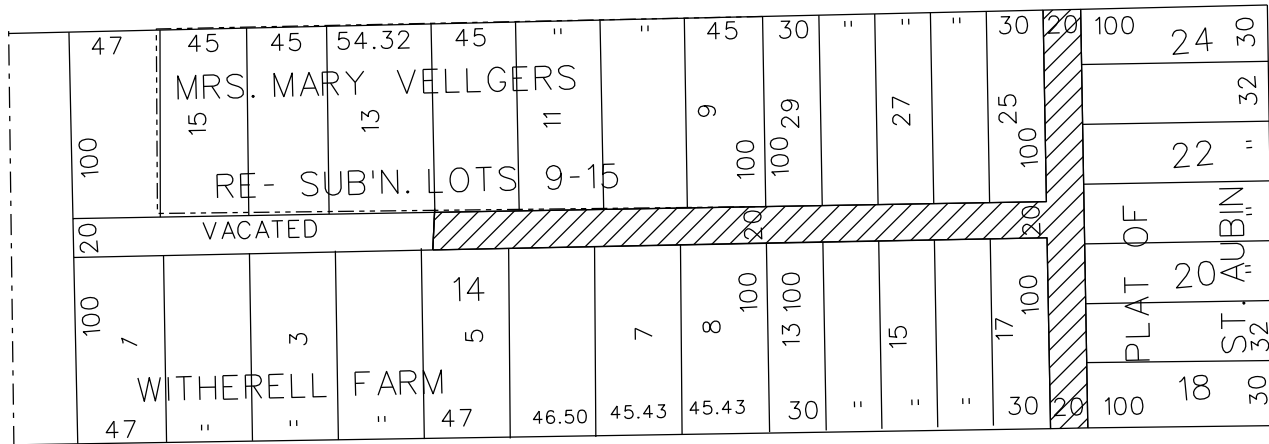 47 45 45 54.32 45 " " 45 30 " " " 30 20 100 24 30
MRS. MARY VELLGERS
32
15 13 11 9 29 27 25
100 100 100 100 22 "
RE- SUB'N. LOTS 9-15
20 VACATED 20 20 "
PLAT OF
ST. AUBIN
14 20 "
100 100 100 100
1 3 5 7 8 13 15 17 32
WITHERELL FARM
47 " " 47 46.50 45.43 45.43 30 " " " 30 20 100 18 30